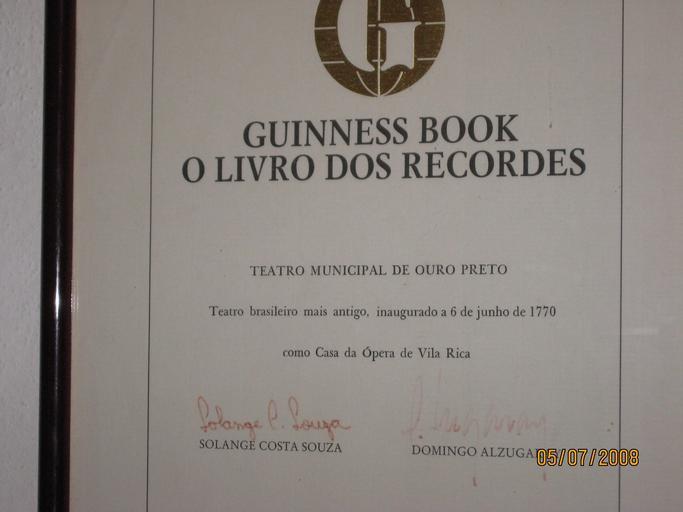 GUINNESS BOOK
O LIVRO DOS RECORDES
TEATRO MUNICIPAL DE OURO PRETO
Teatro brasileiro mais antigo, inaugurado a 6 de junho de 1770
como Casa da Ópera de Vila Rica
Solange C. Souza
SOLANGE COSTA SOUZA
DOMINGO
05/07/2008